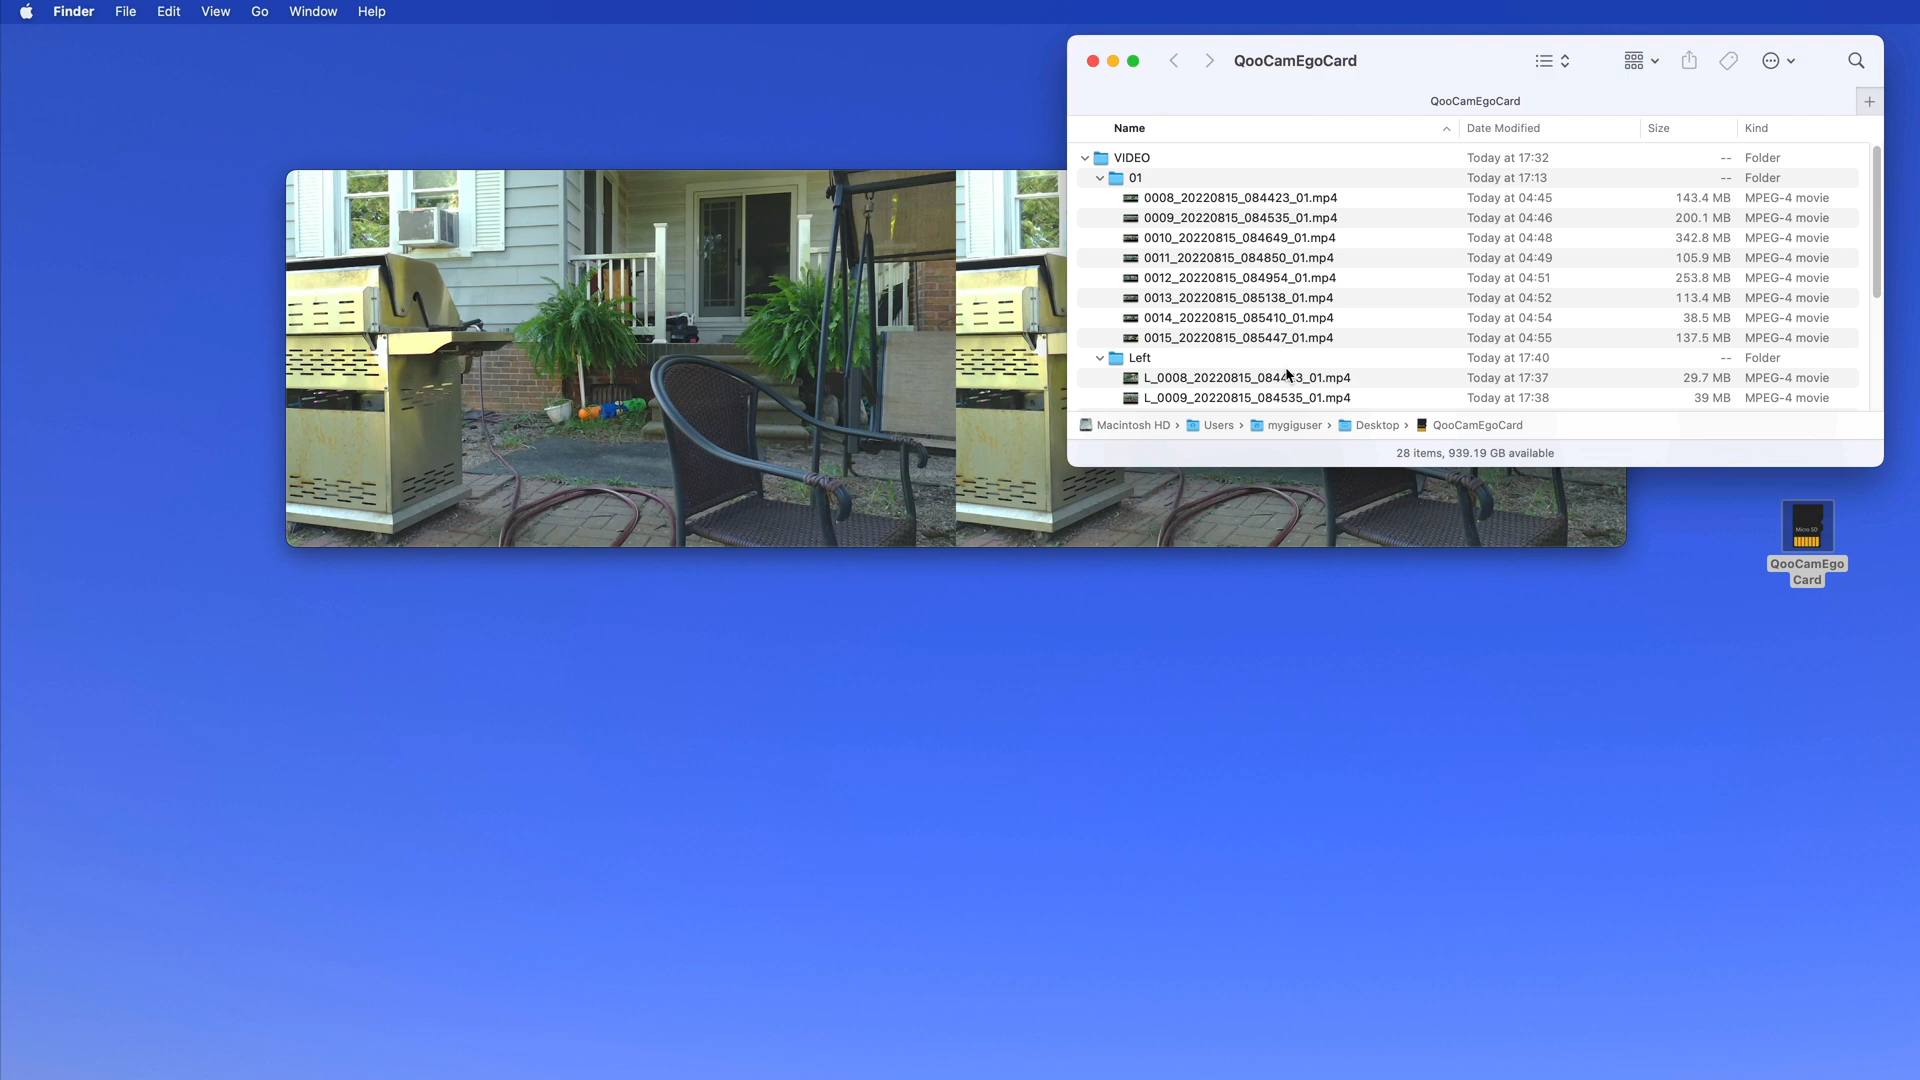 Finder File Edit View Go Window Help
QooCamEgoCard
QooCamEgoCard
Name Date Modified Size Kind
VIDEO Today at 17:32 -- Folder
01 Today at 17:13 -- Folder
0008_20220815_084423_01.mp4 Today at 04:45 143.4 MB MPEG-4 movie
0009_20220815_084535_01.mp4 Today at 04:46 200.1 MB MPEG-4 movie
0010_20220815_084649_01.mp4 Today at 04:48 342.8 MB MPEG-4 movie
0011_20220815_084850_01.mp4 Today at 04:49 105.9 MB MPEG-4 movie
0012_20220815_084954_01.mp4 Today at 04:51 253.8 MB MPEG-4 movie
0013_20220815_085138_01.mp4 Today at 04:52 113.4 MB MPEG-4 movie
0014_20220815_085410_01.mp4 Today at 04:54 38.5 MB MPEG-4 movie
0015_20220815_085447_01.mp4 Today at 04:55 137.5 MB MPEG-4 movie
Left Today at 17:40 -- Folder
L_0008_20220815_084423_01.mp4 Today at 17:37 29.7 MB MPEG-4 movie
L_0009_20220815_084535_01.mp4 Today at 17:38 39 MB MPEG-4 movie
Macintosh HD › Users › mygiguser › Desktop › QooCamEgoCard
28 items, 939.19 GB available
Micro SD
QooCamEgo
Card